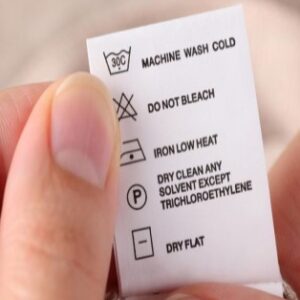 30C MACHINE WASH COLD
DO NOT BLEACH
IRON LOW HEAT
DRY CLEAN ANY
SOLVENT EXCEPT
P TRICHLOROETHYLENE
DRY FLAT